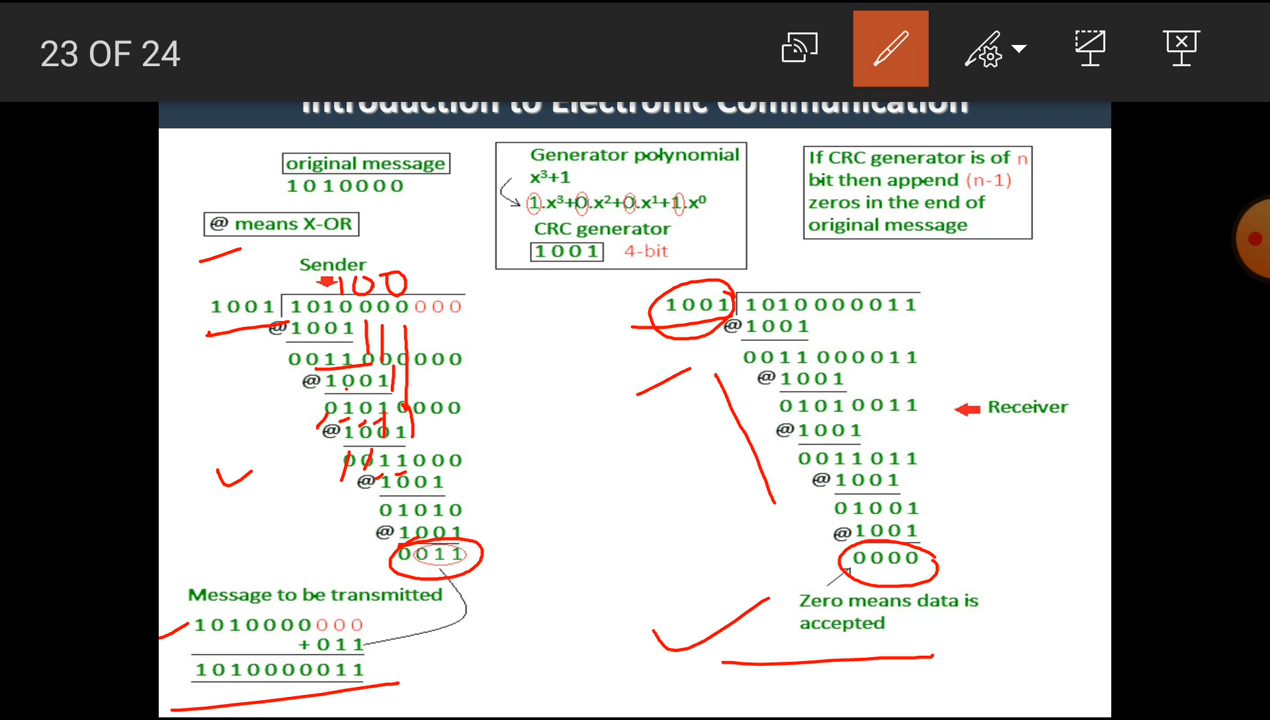 23 OF 24
Introduction to Electronic Communication
original message
1010000
@ means X-OR
Generator polynomial
x³+1
1.x³+0.x²+0.x¹+1.x⁰
CRC generator
1001 4-bit
If CRC generator is of n
bit then append (n-1)
zeros in the end of
original message
Sender
100
1001 1010000000
@1001
0011000000
@1001
01010000
@1001
0011000
@1001
01010
@1001
0011
Message to be transmitted
1010000000
+011
1010000011
1001 1010000011
@1001
0011000011
@1001
01010011
@1001
0011011
@1001
01001
@1001
0000
Receiver
Zero means data is
accepted